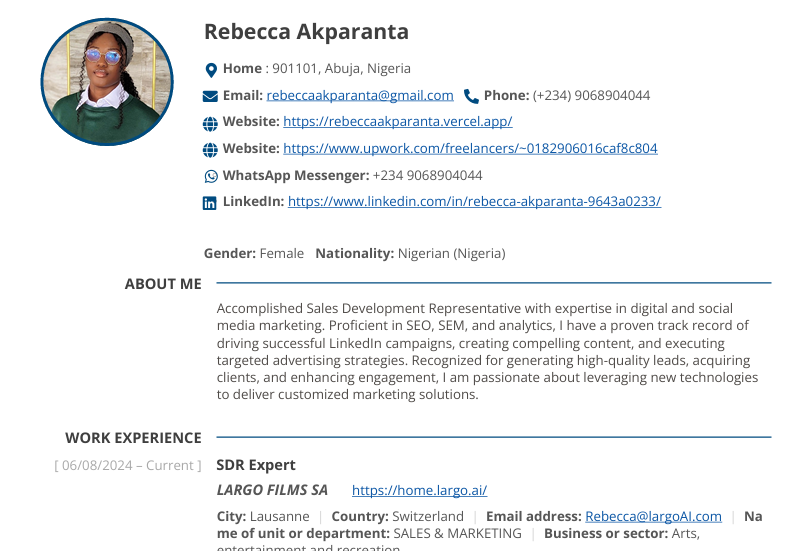 Rebecca Akparanta
Home : 901101, Abuja, Nigeria
Email: rebeccaakparanta@gmail.com Phone: (+234) 9068904044
Website: https://rebeccaakparanta.vercel.app/
Website: https://www.upwork.com/freelancers/~0182906016caf8c804
WhatsApp Messenger: +234 9068904044
LinkedIn: https://www.linkedin.com/in/rebecca-akparanta-9643a0233/
Gender: Female Nationality: Nigerian (Nigeria)
ABOUT ME
Accomplished Sales Development Representative with expertise in digital and social
media marketing. Proficient in SEO, SEM, and analytics, I have a proven track record of
driving successful LinkedIn campaigns, creating compelling content, and executing
targeted advertising strategies. Recognized for generating high-quality leads, acquiring
clients, and enhancing engagement, I am passionate about leveraging new technologies
to deliver customized marketing solutions.
WORK EXPERIENCE
[ 06/08/2024 – Current ] SDR Expert
LARGO FILMS SA https://home.largo.ai/
City: Lausanne | Country: Switzerland | Email address: Rebecca@largoAI.com | Na
me of unit or department: SALES & MARKETING | Business or sector: Arts,
entertainment and recreation